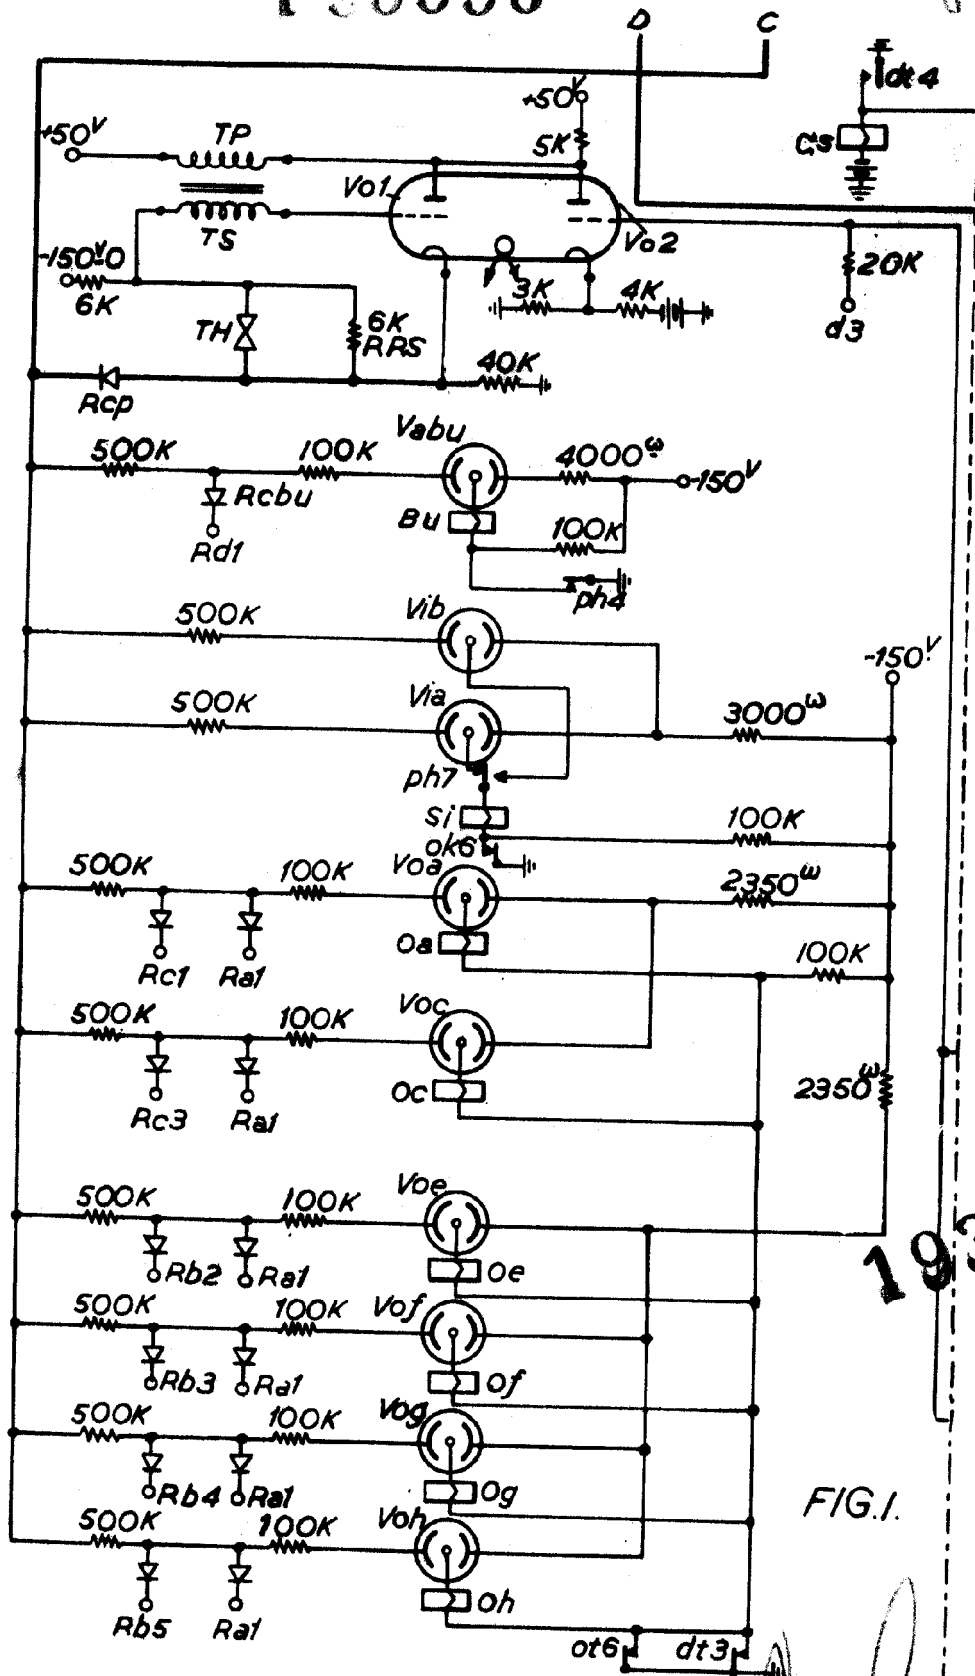 D C
dt4
+50V
+50V TP 5K Cs
Vo1
TS Vo2
-150V.0 20K
6K 3K 4K
d3
TH 6K
RRS
40K
Rcp
Vabu
500K 100K 4000ω
-150V
Rcbu Bu 100K
Rd1
ph4
500K Vib
-150V
500K Via 3000ω
ph7
si 100K
ok6
500K 100K Voa 2350ω
Oa 100K
Rc1 Ra1
500K 100K Voc
2350ω
Rc3 Ra1 Oc
500K 100K Voe
Rb2 Ra1 Oe
500K 100K Vof
Rb3 Ra1 Of
500K 100K Vog
Rb4 Ra1 Og
FIG.1.
500K 100K Voh
Rb5 Ra1 Oh
ot6 dt3